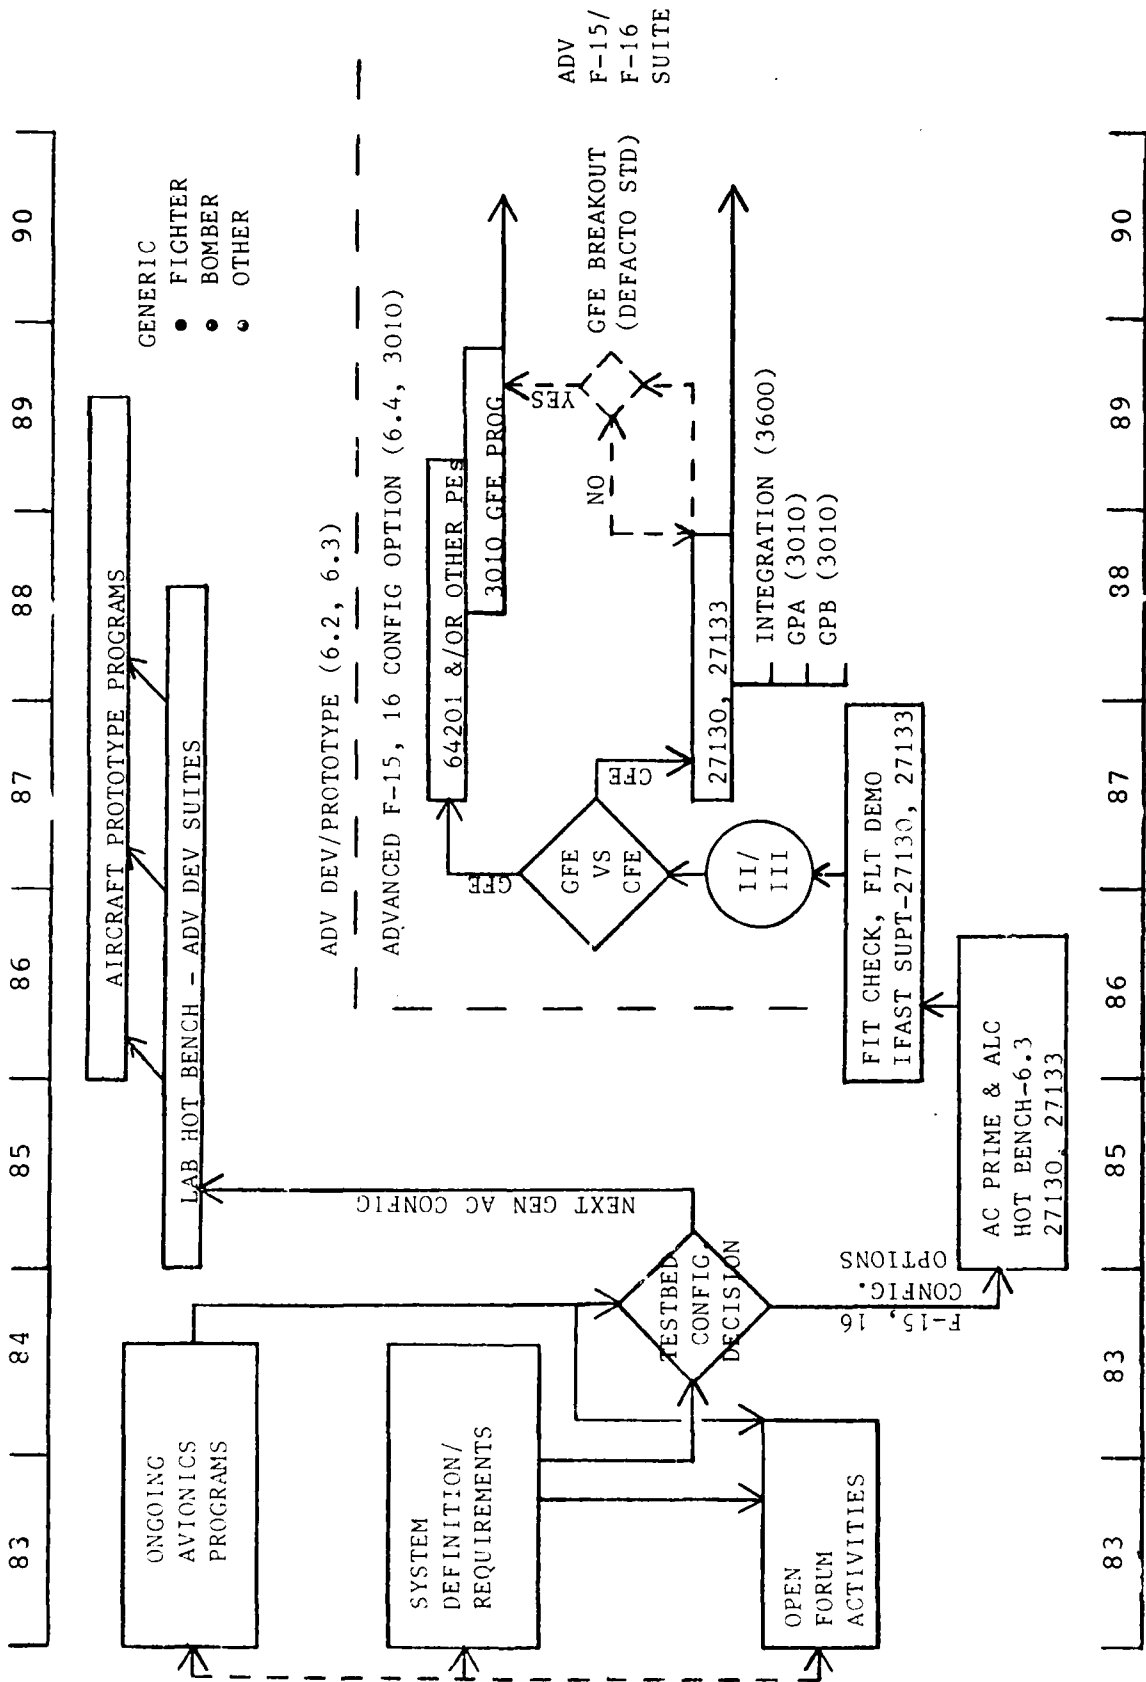 83 84 85 86 87 88 89 90
ONGOING
AVIONICS
PROGRAMS
AIRCRAFT PROTOTYPE PROGRAMS
LAB HOT BENCH - ADV DEV SUITES
GENERIC
• FIGHTER
• BOMBER
• OTHER
NEXT GEN AC CONFIG
ADV DEV/PROTOTYPE (6.2, 6.3)
ADVANCED F-15, 16 CONFIG OPTION (6.4, 3010)
SYSTEM
DEFINITION/
REQUIREMENTS
64201 &/OR OTHER PEs
3010 GFE PROG
GFE
GFE
VS
CFE
CFE
YES
NO
GFE BREAKOUT
(DEFACTO STD)
ADV
F-15/
F-16
SUITE
TESTBED
CONFIG.
DECISION
27130, 27133
INTEGRATION (3600)
GPA (3010)
GPB (3010)
II/
III
OPEN
FORUM
ACTIVITIES
F-15, 16
CONFIG.
OPTIONS
FIT CHECK, FLT DEMO
IFAST SUPT-27130, 27133
AC PRIME & ALC
HOT BENCH-6.3
27130, 27133
83 83 85 86 87 38 89 90